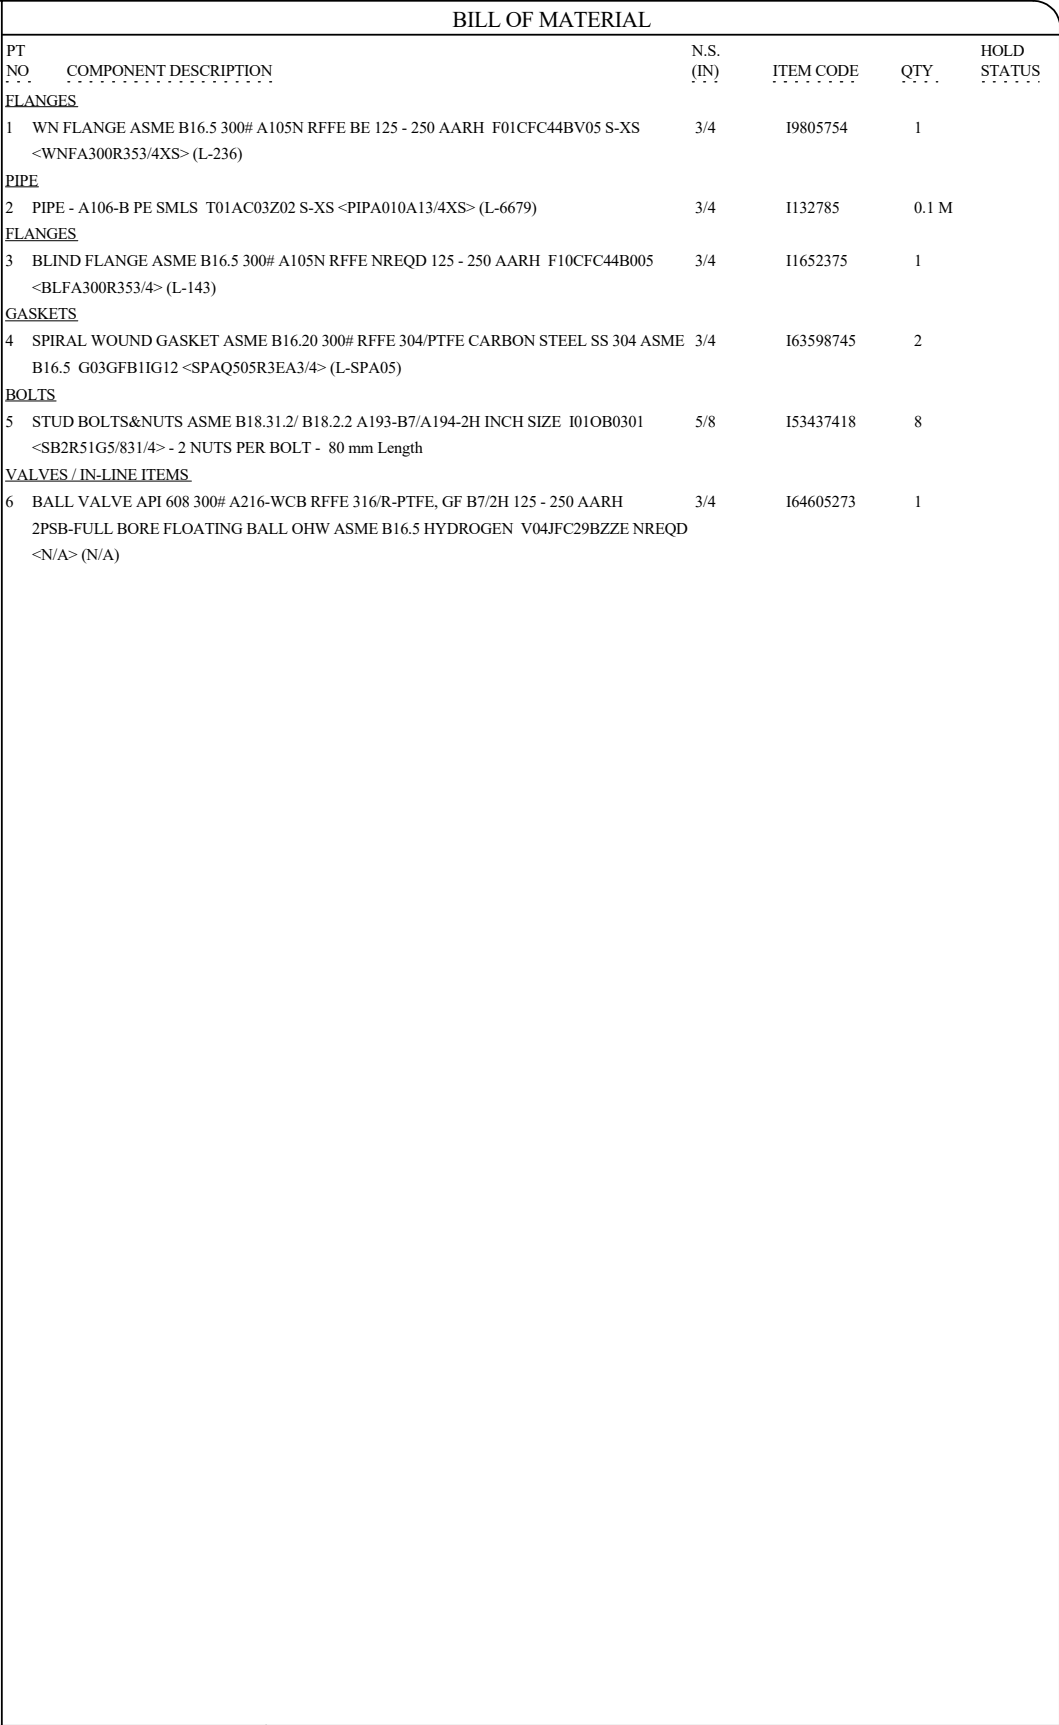 BILL OF MATERIAL
PT N.S. HOLD
NO COMPONENT DESCRIPTION (IN) ITEM CODE QTY STATUS
FLANGES
1 WN FLANGE ASME B16.5 300# A105N RFFE BE 125 - 250 AARH F01CFC44BV05 S-XS 3/4 I9805754 1
<WNFA300R353/4XS> (L-236)
PIPE
2 PIPE - A106-B PE SMLS T01AC03Z02 S-XS <PIPA010A13/4XS> (L-6679) 3/4 I132785 0.1 M
FLANGES
3 BLIND FLANGE ASME B16.5 300# A105N RFFE NREQD 125 - 250 AARH F10CFC44B005 3/4 I1652375 1
<BLFA300R353/4> (L-143)
GASKETS
4 SPIRAL WOUND GASKET ASME B16.20 300# RFFE 304/PTFE CARBON STEEL SS 304 ASME 3/4 I63598745 2
B16.5 G03GFB1IG12 <SPAQ505R3EA3/4> (L-SPA05)
BOLTS
5 STUD BOLTS&NUTS ASME B18.31.2/ B18.2.2 A193-B7/A194-2H INCH SIZE I01OB0301 5/8 I53437418 8
<SB2R51G5/831/4> - 2 NUTS PER BOLT - 80 mm Length
VALVES / IN-LINE ITEMS
6 BALL VALVE API 608 300# A216-WCB RFFE 316/R-PTFE, GF B7/2H 125 - 250 AARH 3/4 I64605273 1
2PSB-FULL BORE FLOATING BALL OHW ASME B16.5 HYDROGEN V04JFC29BZZE NREQD
<N/A> (N/A)